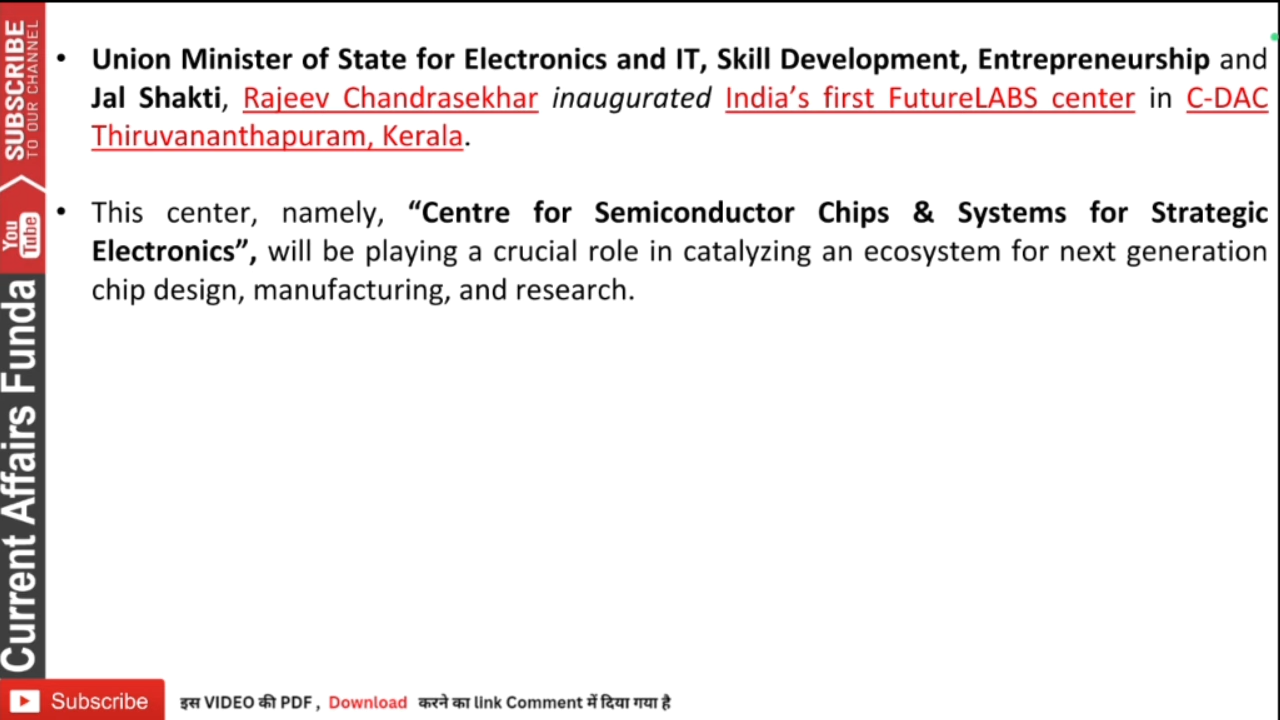 • Union Minister of State for Electronics and IT, Skill Development, Entrepreneurship and
Jal Shakti, Rajeev Chandrasekhar inaugurated India’s first FutureLABS center in C-DAC
Thiruvananthapuram, Kerala.
• This center, namely, “Centre for Semiconductor Chips & Systems for Strategic
Electronics”, will be playing a crucial role in catalyzing an ecosystem for next generation
chip design, manufacturing, and research.
SUBSCRIBE
TO OUR CHANNEL
You
Tube
Current Affairs Funda
Subscribe
इस VIDEO की PDF , Download करने का link Comment में दिया गया है